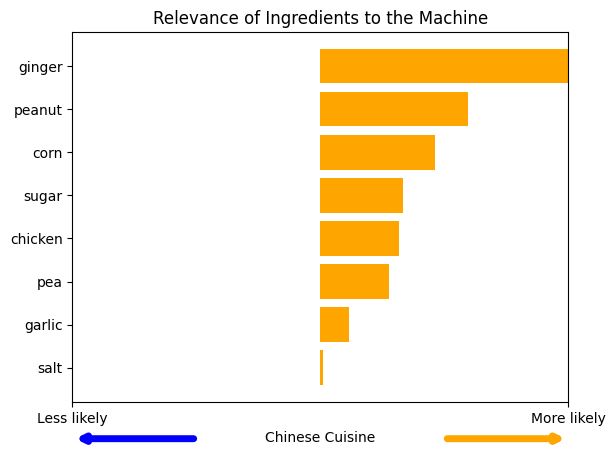 Relevance of Ingredients to the Machine
ginger
peanut
corn
sugar
chicken
pea
garlic
salt
Less likely More likely
Chinese Cuisine